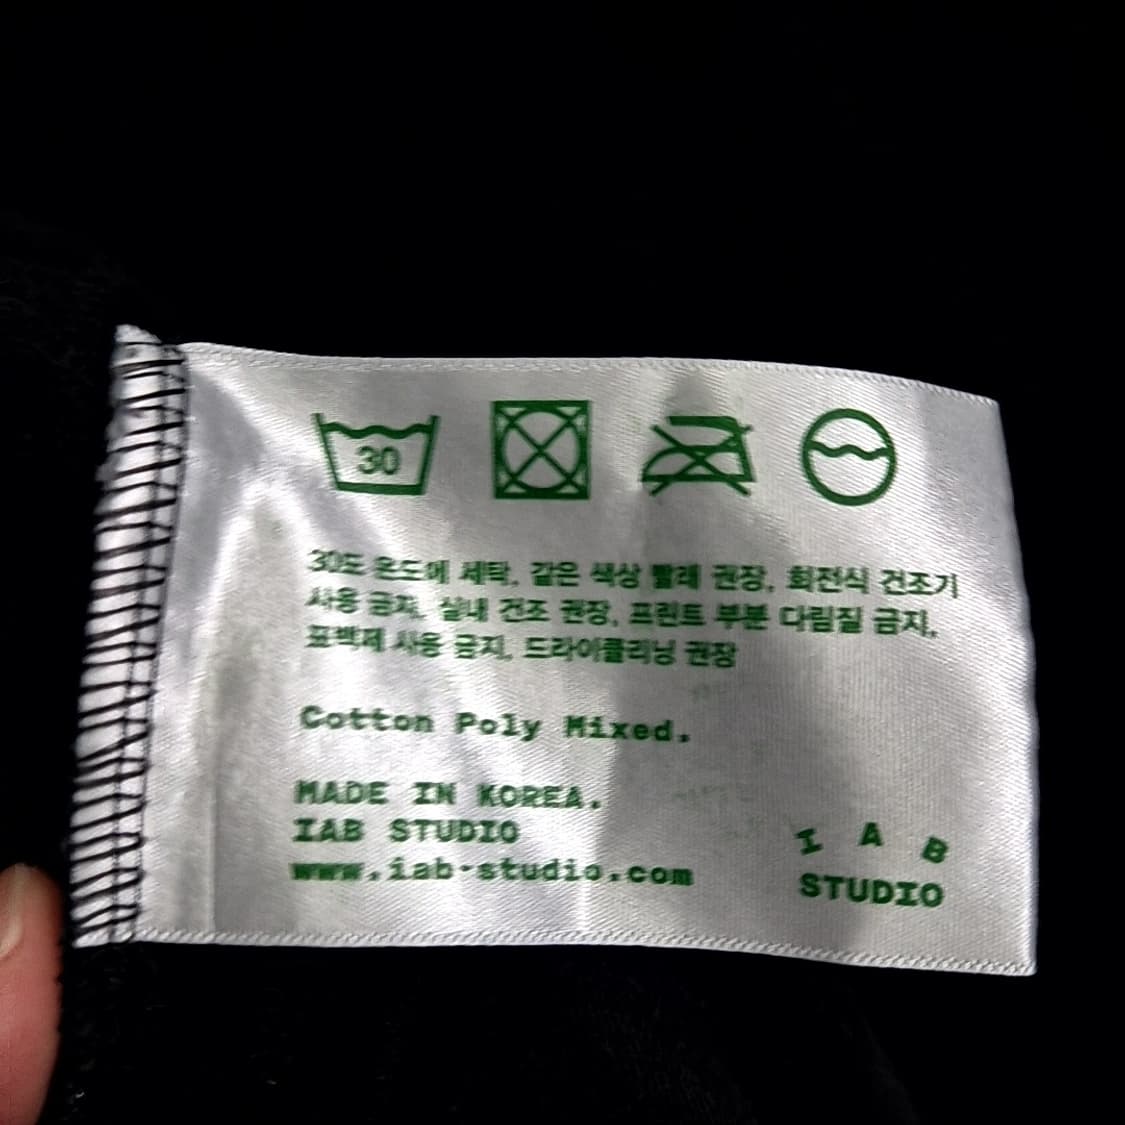 30
30도 온도에 세탁, 같은 색상 빨래 권장, 회전식 건조기
사용 금지, 실내 건조 권장, 프린트 부분 다림질 금지,
표백제 사용 금지, 드라이클리닝 권장
Cotton Poly Mixed.
MADE IN KOREA.
IAB STUDIO
www.iab-studio.com
I A B
STUDIO